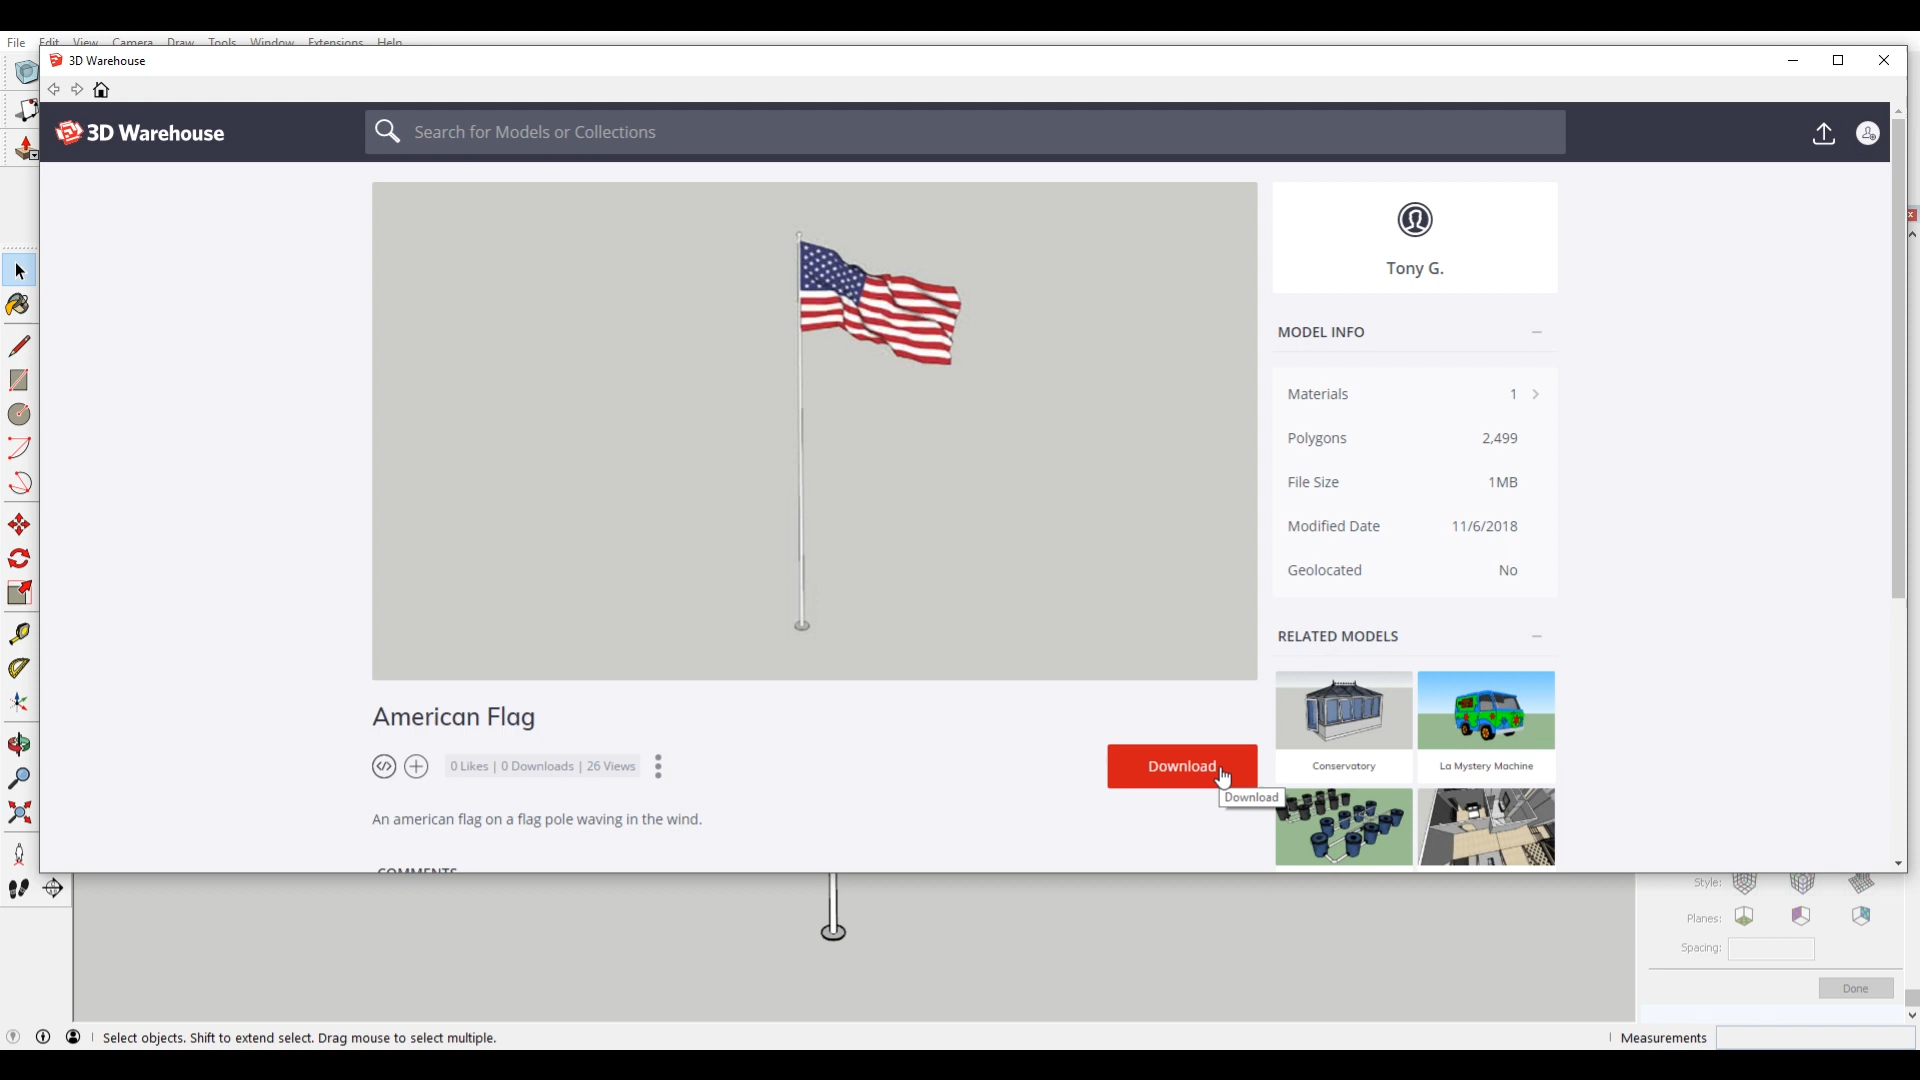 File Edit View Camera Draw Tools Window Extensions Help
3D Warehouse
3D Warehouse
Search for Models or Collections
Tony G.
MODEL INFO
Materials 1
Polygons 2,499
File Size 1MB
Modified Date 11/6/2018
Geolocated No
RELATED MODELS
Conservatory
La Mystery Machine
American Flag
0 Likes | 0 Downloads | 26 Views
Download
Download
An american flag on a flag pole waving in the wind.
COMMENTS
Style:
Planes:
Spacing:
Done
Select objects. Shift to extend select. Drag mouse to select multiple.
Measurements